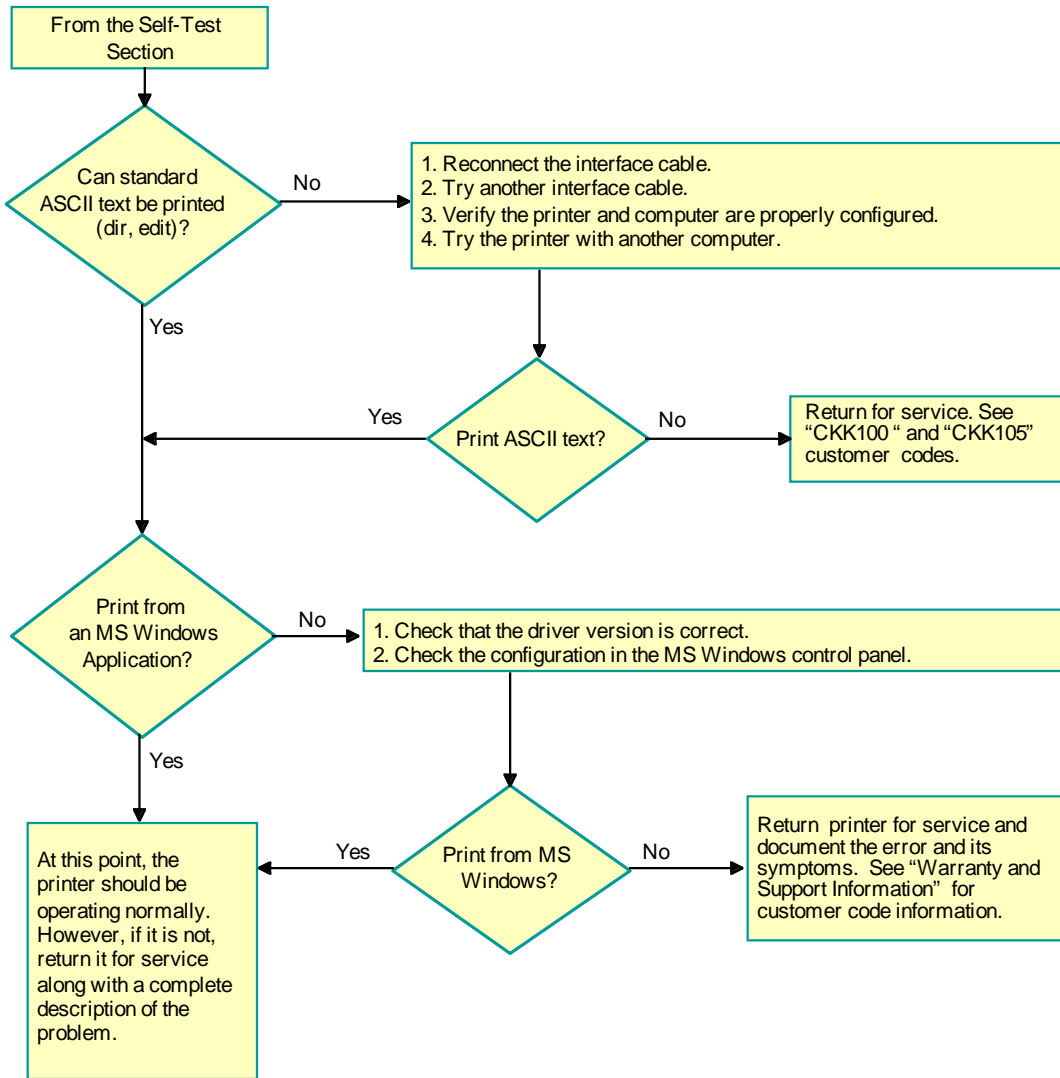 From the Self-Test
Section
Can standard
ASCII text be printed
(dir, edit)?
No
1. Reconnect the interface cable.
2. Try another interface cable.
3. Verify the printer and computer are properly configured.
4. Try the printer with another computer.
Yes
Yes
Print ASCII text?
No
Return for service. See
“CKK100 “ and “CKK105”
customer codes.
Print from
an MS Windows
Application?
No
1. Check that the driver version is correct.
2. Check the configuration in the MS Windows control panel.
Yes
At this point, the
printer should be
operating normally.
However, if it is not,
return it for service
along with a complete
description of the
problem.
Yes
Print from MS
Windows?
No
Return printer for service and
document the error and its
symptoms. See “Warranty and
Support Information” for
customer code information.